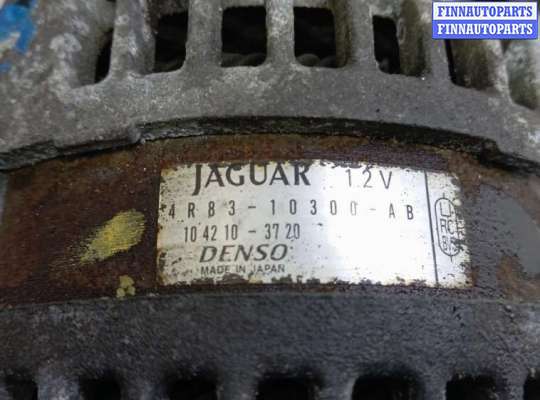 FINNAUTOPARTS
FINNAUTOPARTS
JAGUAR 12V
4R83-10300-AB
104210-3720
DENSO
MADE IN JAPAN